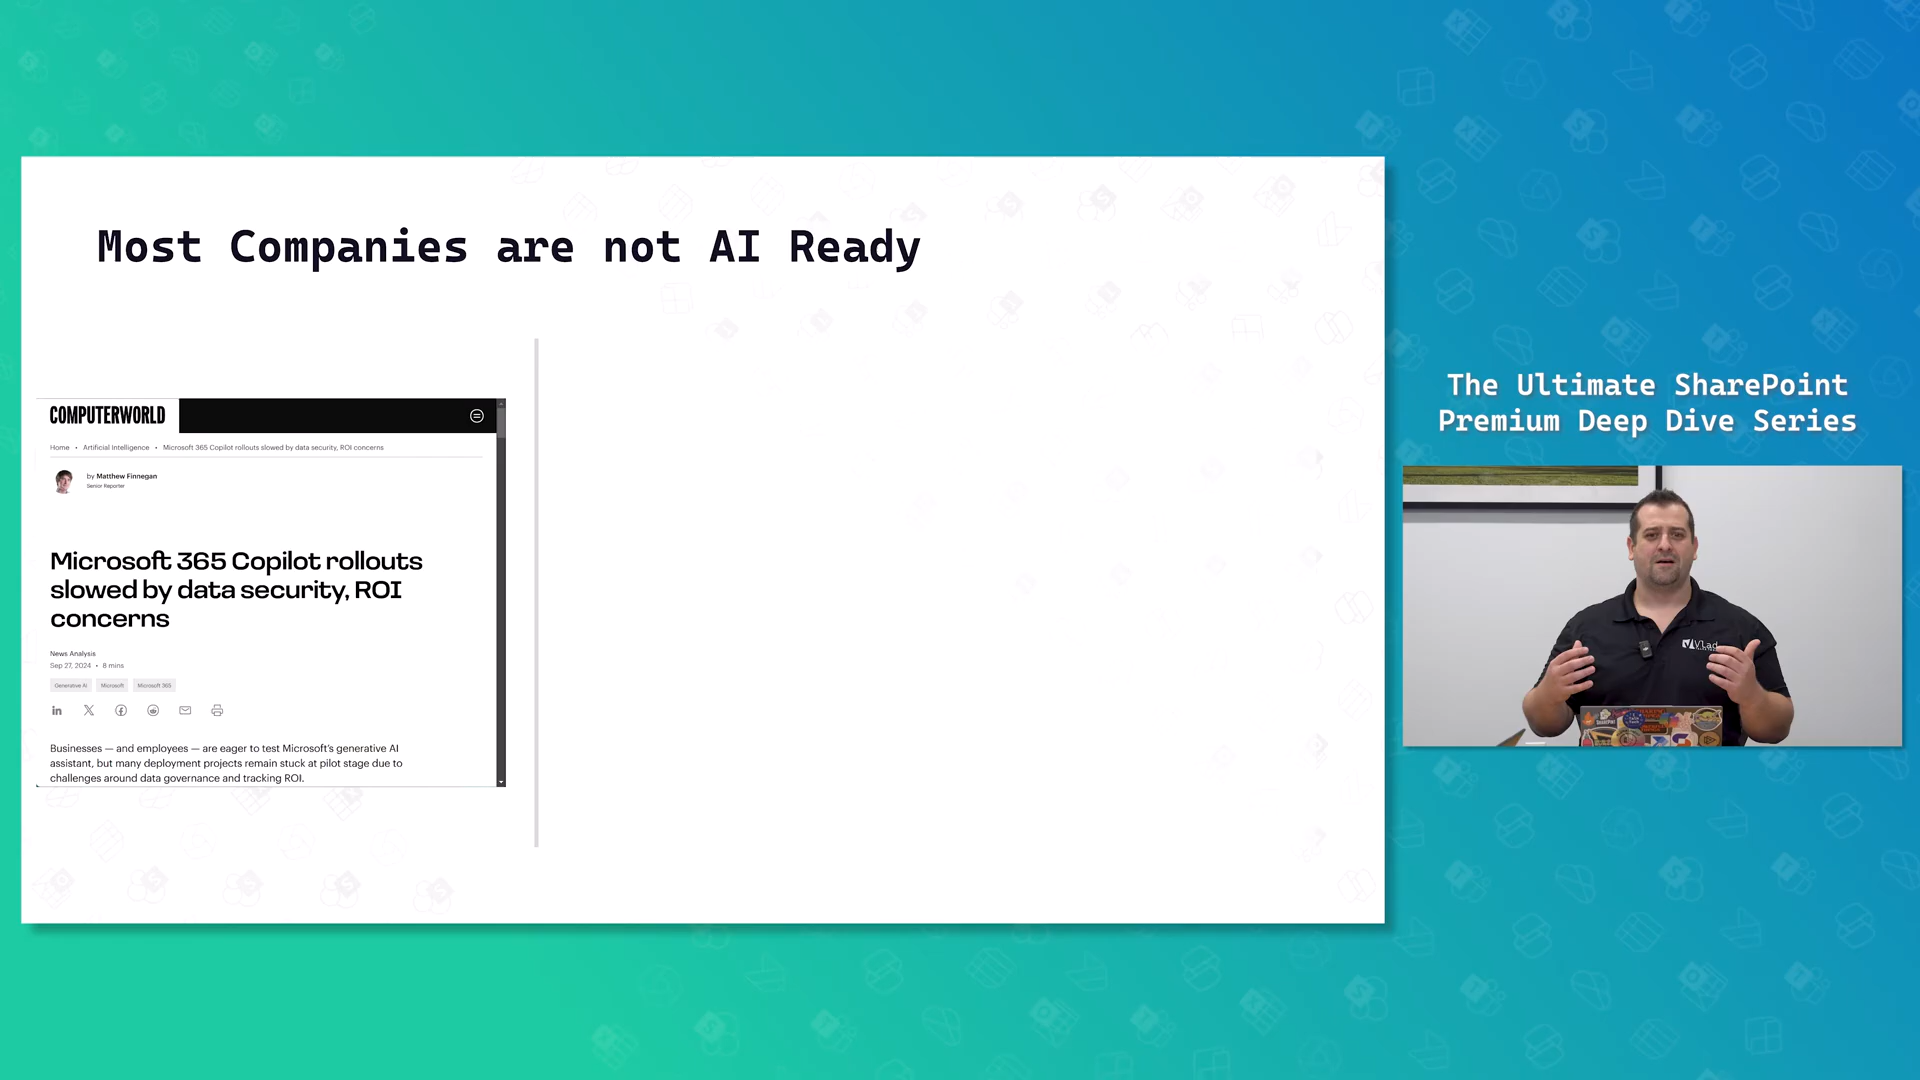 Most Companies are not AI Ready
COMPUTERWORLD
Home • Artificial Intelligence • Microsoft 365 Copilot rollouts slowed by data security, ROI concerns
by Matthew Finnegan
Senior Reporter
Microsoft 365 Copilot rollouts
slowed by data security, ROI
concerns
News Analysis
Sep 27, 2024 • 8 mins
Generative AI Microsoft Microsoft 365
Businesses — and employees — are eager to test Microsoft's generative AI
assistant, but many deployment projects remain stuck at pilot stage due to
challenges around data governance and tracking ROI.
The Ultimate SharePoint
Premium Deep Dive Series
Vlad